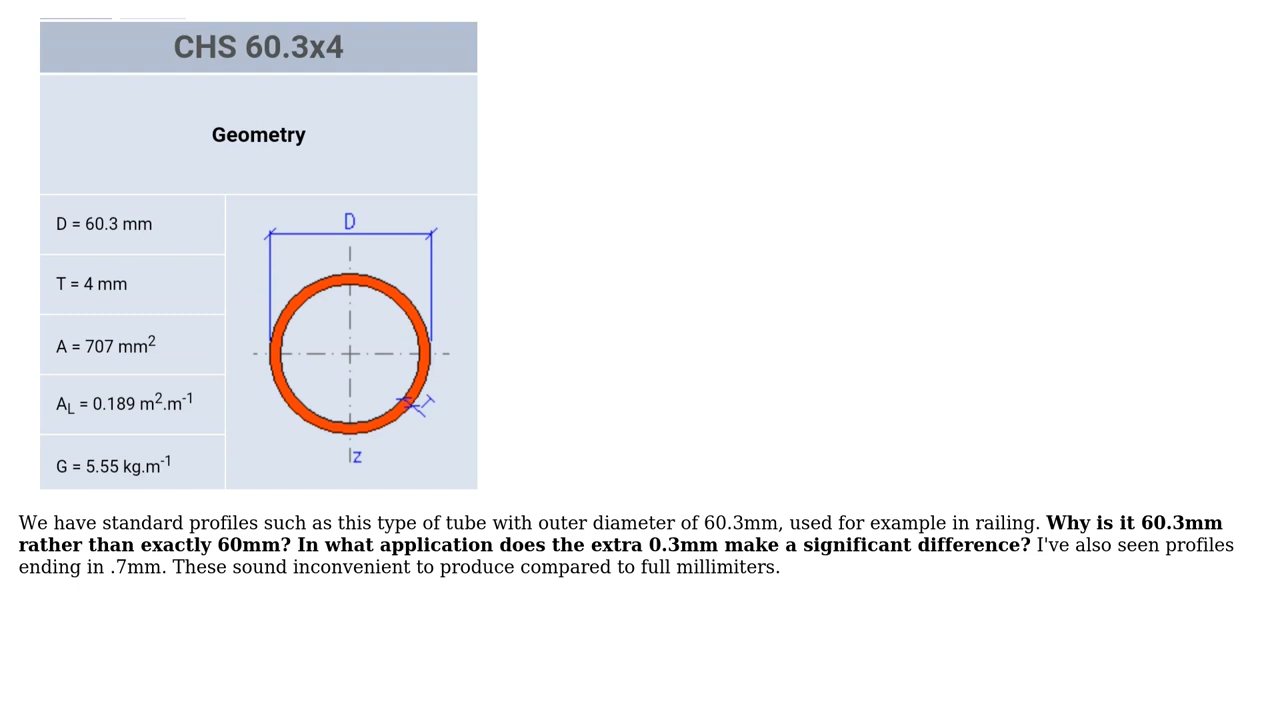 CHS 60.3x4
Geometry
D = 60.3 mm
T = 4 mm
A = 707 mm²
A_L = 0.189 m².m⁻¹
G = 5.55 kg.m⁻¹
D
T
z
We have standard profiles such as this type of tube with outer diameter of 60.3mm, used for example in railing. Why is it 60.3mm
rather than exactly 60mm? In what application does the extra 0.3mm make a significant difference? I've also seen profiles
ending in .7mm. These sound inconvenient to produce compared to full millimiters.